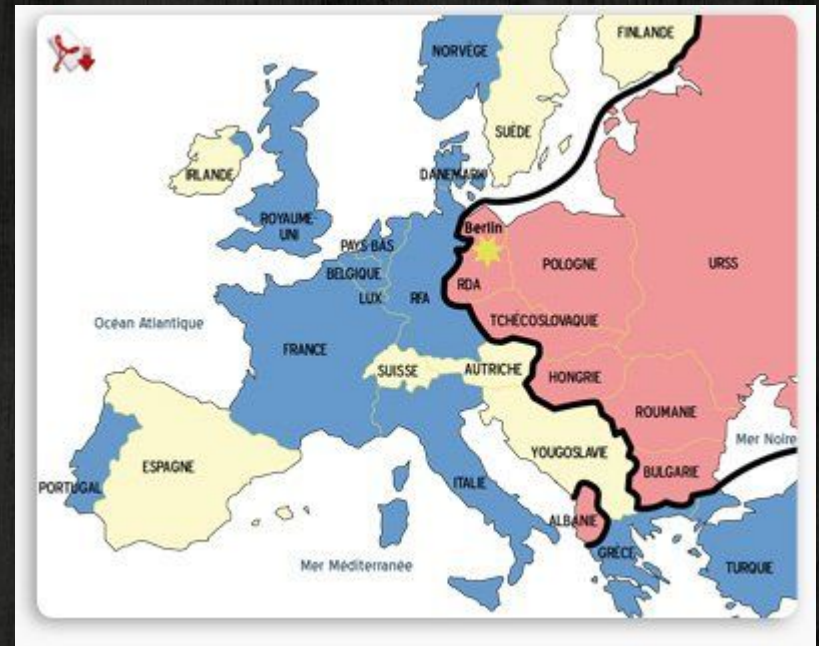 FINLANDE
NORVÈGE
SUÈDE
IRLANDE
DANEMARK
ROYAUME-
UNI
Berlin
PAYS-BAS
POLOGNE
URSS
BELGIQUE
RDA
LUX
RFA
TCHÉCOSLOVAQUIE
Océan Atlantique
FRANCE
SUISSE
AUTRICHE
HONGRIE
ROUMANIE
Mer Noire
YOUGOSLAVIE
ESPAGNE
BULGARIE
PORTUGAL
ITALIE
ALBANIE
GRÈCE
Mer Méditerranée
TURQUIE